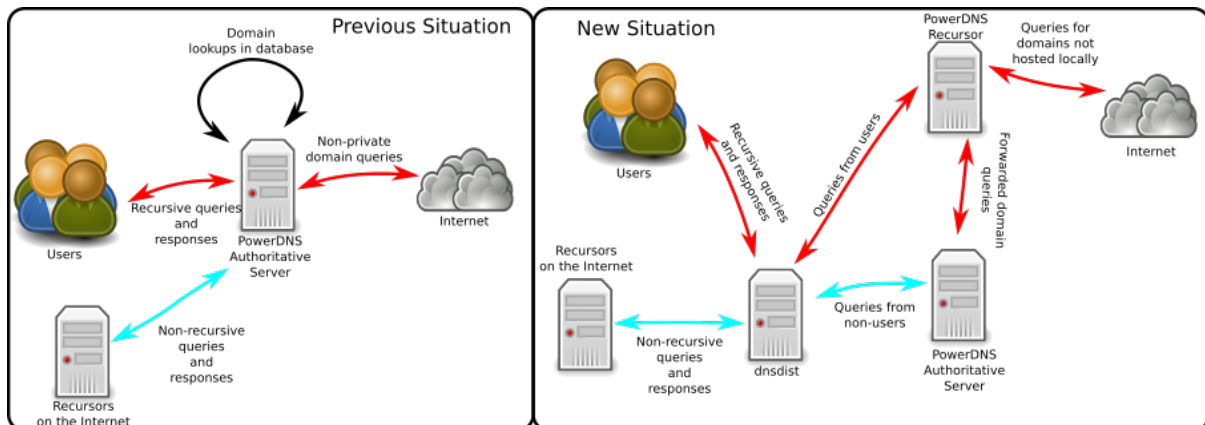 Previous Situation
Domain
lookups in database
Non-private
domain queries
Recursive queries
and
responses
Users
Internet
PowerDNS
Authoritative
Server
Non-recursive
queries
and
responses
Recursors
on the Internet
New Situation
PowerDNS
Recursor
Queries for
domains not
hosted locally
Users
Internet
Recursive queries
and responses
Queries from users
Forwarded domain
queries
Recursors
on the Internet
Non-recursive
queries
and
responses
dnsdist
Queries from
non-users
PowerDNS
Authoritative
Server